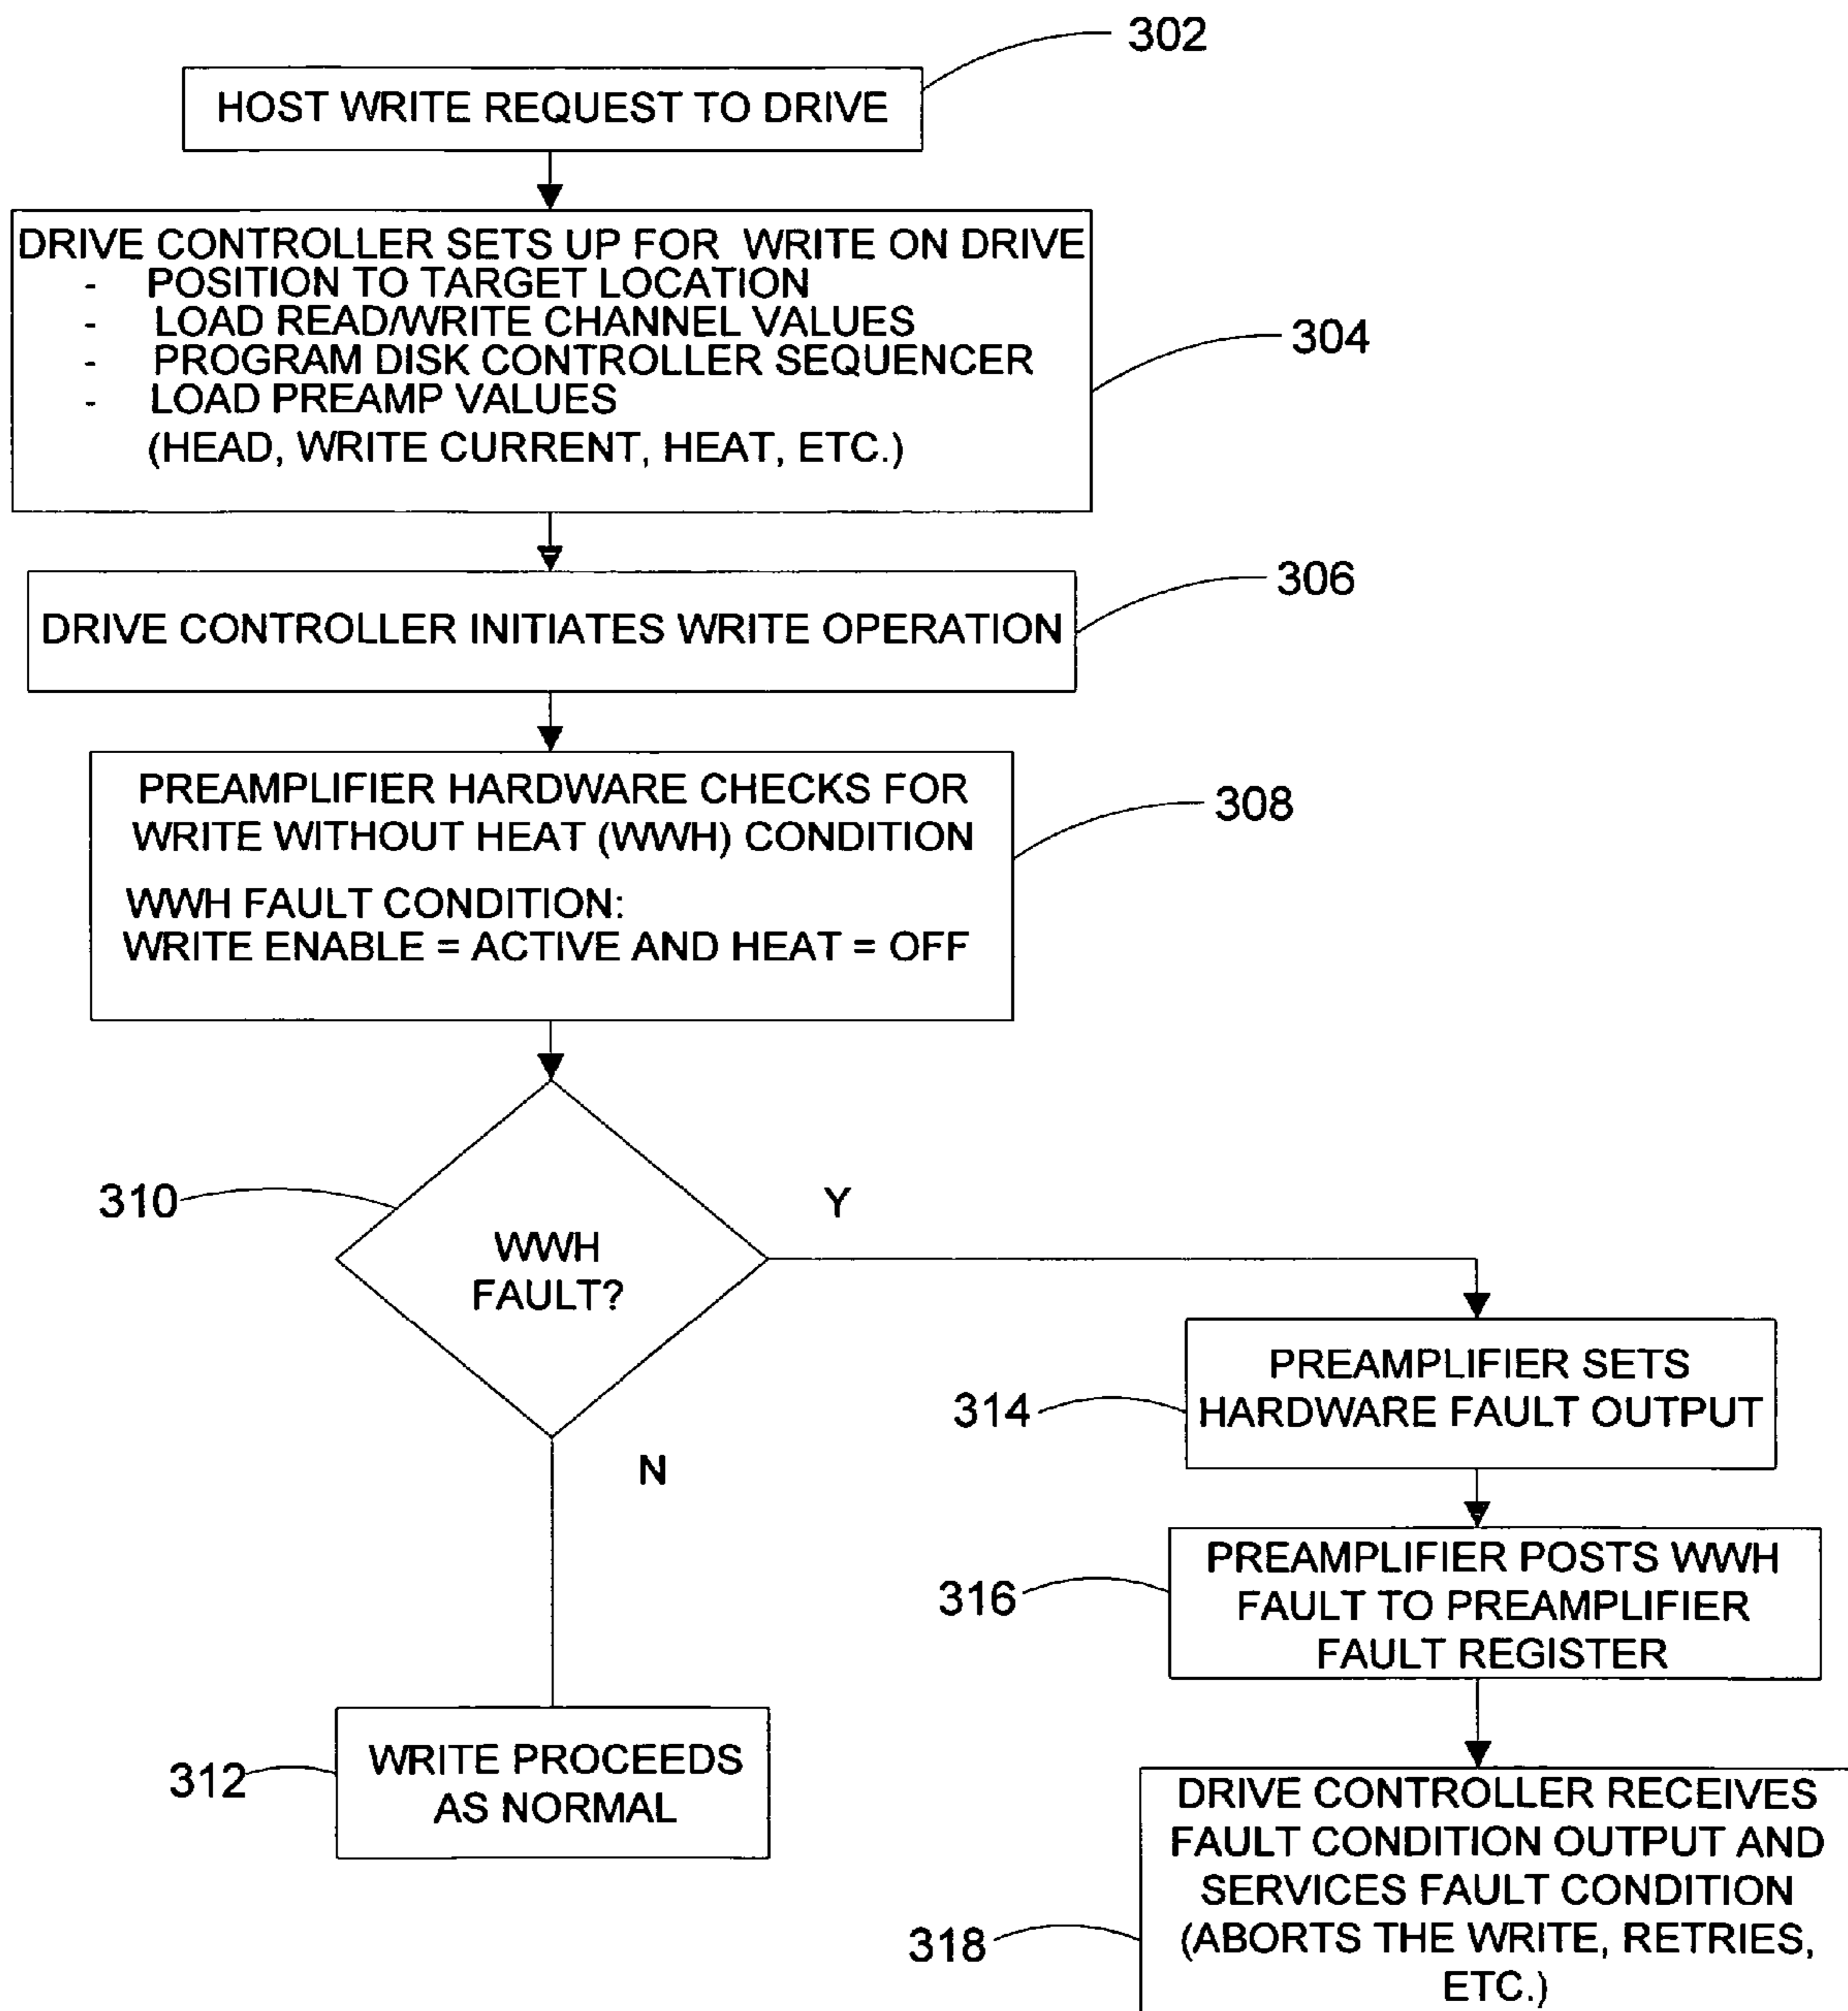 302
HOST WRITE REQUEST TO DRIVE
DRIVE CONTROLLER SETS UP FOR WRITE ON DRIVE
- POSITION TO TARGET LOCATION
- LOAD READ/WRITE CHANNEL VALUES
- PROGRAM DISK CONTROLLER SEQUENCER
- LOAD PREAMP VALUES
(HEAD, WRITE CURRENT, HEAT, ETC.)
304
306
DRIVE CONTROLLER INITIATES WRITE OPERATION
PREAMPLIFIER HARDWARE CHECKS FOR
WRITE WITHOUT HEAT (WWH) CONDITION
WWH FAULT CONDITION:
WRITE ENABLE = ACTIVE AND HEAT = OFF
308
310
WWH
FAULT?
Y
N
312
WRITE PROCEEDS
AS NORMAL
314
PREAMPLIFIER SETS
HARDWARE FAULT OUTPUT
316
PREAMPLIFIER POSTS WWH
FAULT TO PREAMPLIFIER
FAULT REGISTER
318
DRIVE CONTROLLER RECEIVES
FAULT CONDITION OUTPUT AND
SERVICES FAULT CONDITION
(ABORTS THE WRITE, RETRIES,
ETC.)